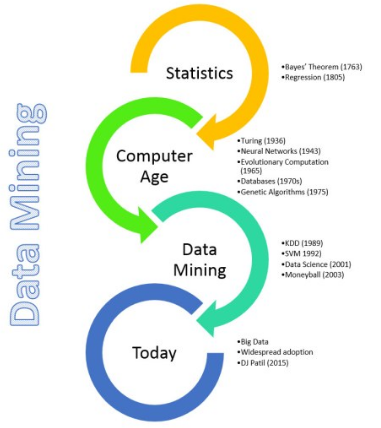 Data Mining
Statistics
•Bayes' Theorem (1763)
•Regression (1805)
Computer
Age
•Turing (1936)
•Neural Networks (1943)
•Evolutionary Computation
(1965)
•Databases (1970s)
•Genetic Algorithms (1975)
Data
Mining
•KDD (1989)
•SVM 1992)
•Data Science (2001)
•Moneyball (2003)
Today
•Big Data
•Widespread adoption
•DJ Patil (2015)